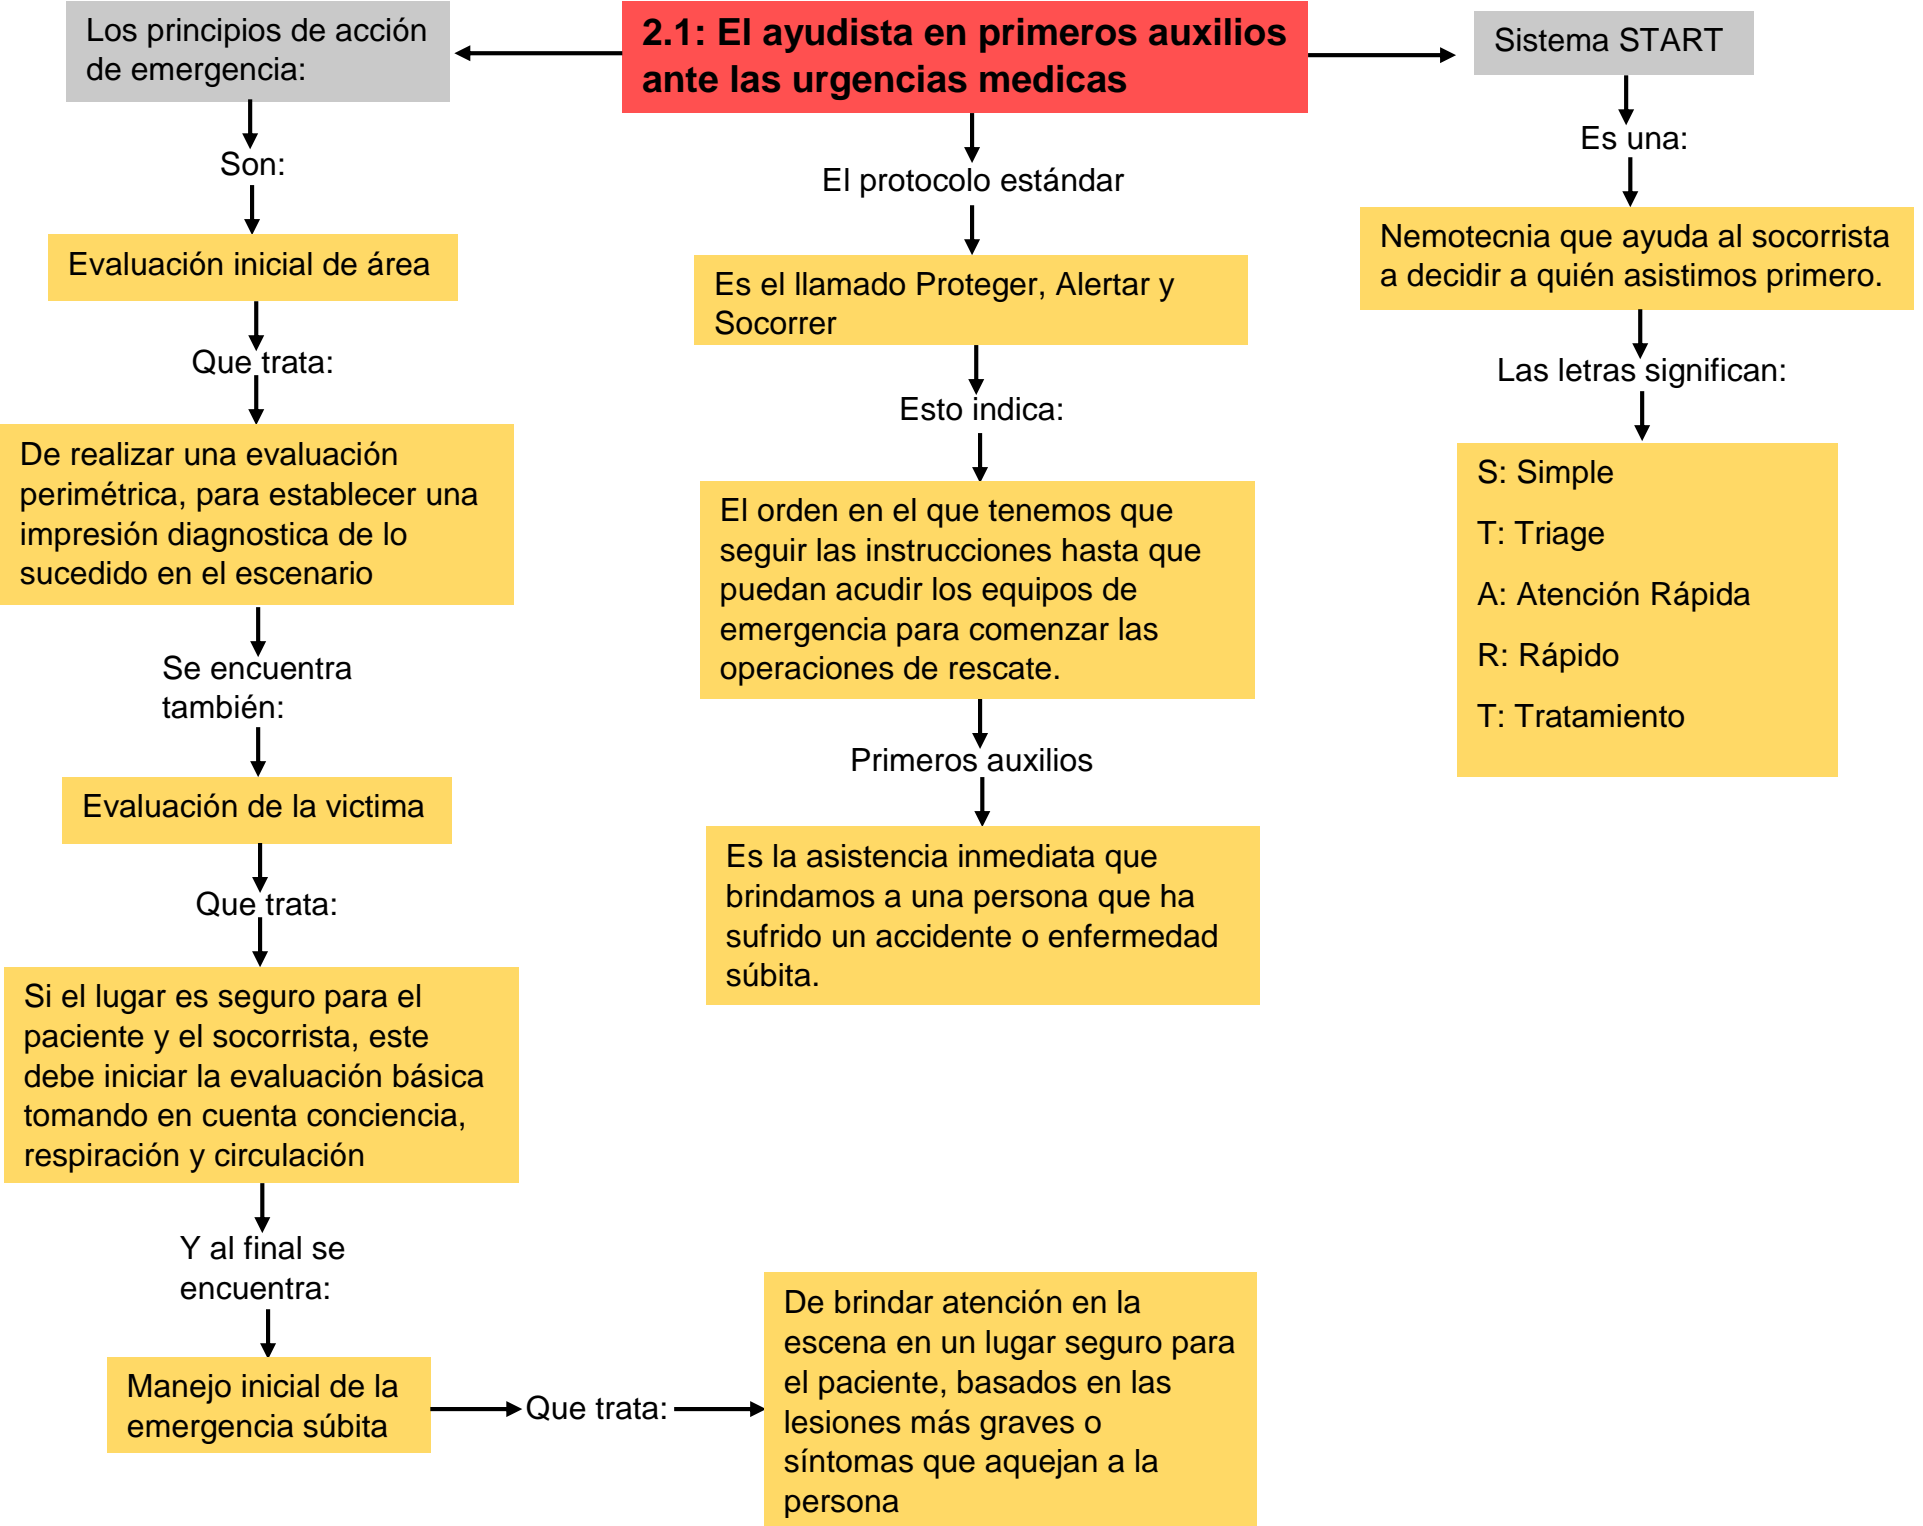 2.1: El ayudista en primeros auxilios
ante las urgencias medicas
Los principios de acción
de emergencia:
Son:
Evaluación inicial de área
Que trata:
De realizar una evaluación
perimétrica, para establecer una
impresión diagnostica de lo
sucedido en el escenario
Se encuentra
también:
Evaluación de la victima
Que trata:
Si el lugar es seguro para el
paciente y el socorrista, este
debe iniciar la evaluación básica
tomando en cuenta conciencia,
respiración y circulación
Y al final se
encuentra:
Manejo inicial de la
emergencia súbita
Que trata:
De brindar atención en la
escena en un lugar seguro para
el paciente, basados en las
lesiones más graves o
síntomas que aquejan a la
persona
El protocolo estándar
Es el llamado Proteger, Alertar y
Socorrer
Esto indica:
El orden en el que tenemos que
seguir las instrucciones hasta que
puedan acudir los equipos de
emergencia para comenzar las
operaciones de rescate.
Primeros auxilios
Es la asistencia inmediata que
brindamos a una persona que ha
sufrido un accidente o enfermedad
súbita.
Sistema START
Es una:
Nemotecnia que ayuda al socorrista
a decidir a quién asistimos primero.
Las letras significan:
S: Simple
T: Triage
A: Atención Rápida
R: Rápido
T: Tratamiento